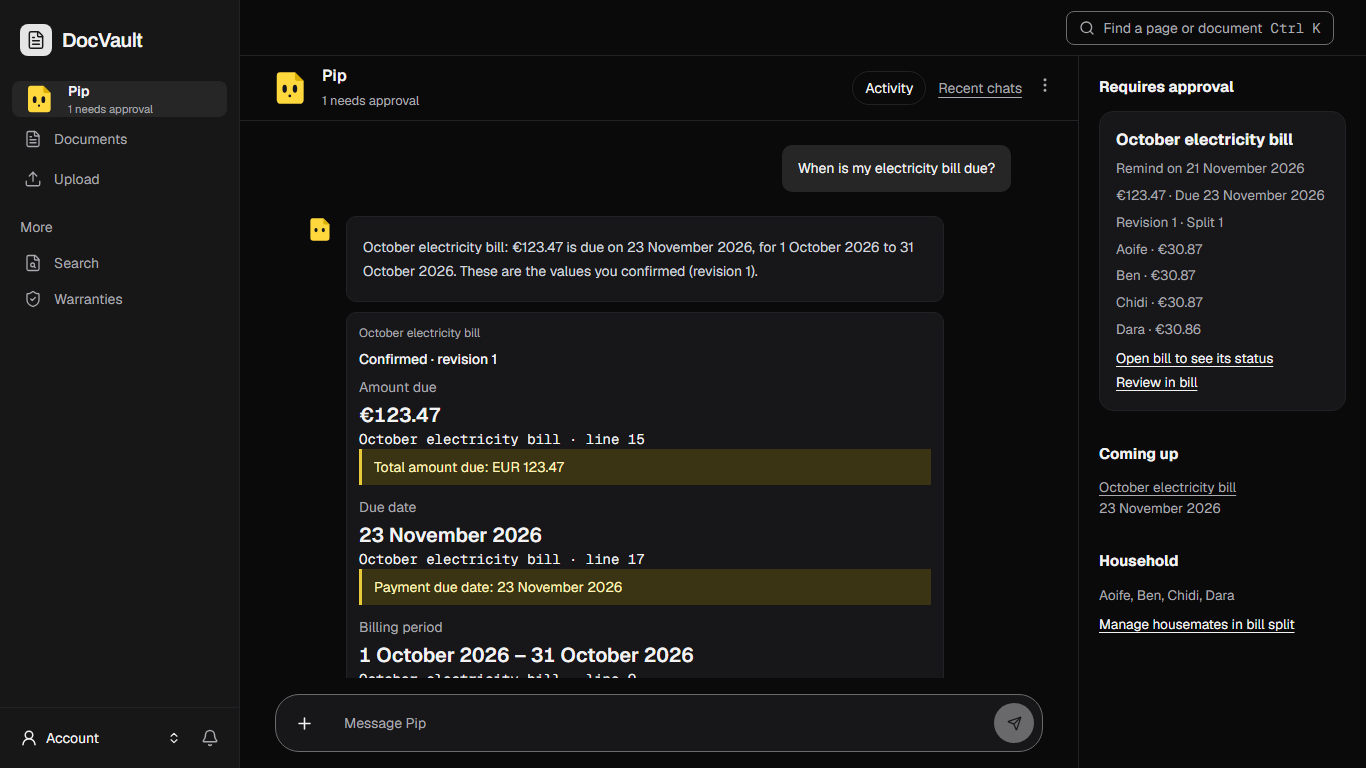 DocVault
Find a page or document Ctrl K
Pip
1 needs approval
Documents
Upload
More
Search
Warranties
Account
Pip
1 needs approval
Activity
Recent chats
When is my electricity bill due?
October electricity bill: €123.47 is due on 23 November 2026, for 1 October 2026 to 31
October 2026. These are the values you confirmed (revision 1).
October electricity bill
Confirmed · revision 1
Amount due
€123.47
October electricity bill · line 15
Total amount due: EUR 123.47
Due date
23 November 2026
October electricity bill · line 17
Payment due date: 23 November 2026
Billing period
1 October 2026 – 31 October 2026
October electricity bill · line
Message Pip
Requires approval
October electricity bill
Remind on 21 November 2026
€123.47 · Due 23 November 2026
Revision 1 · Split 1
Aoife · €30.87
Ben · €30.87
Chidi · €30.87
Dara · €30.86
Open bill to see its status
Review in bill
Coming up
October electricity bill
23 November 2026
Household
Aoife, Ben, Chidi, Dara
Manage housemates in bill split